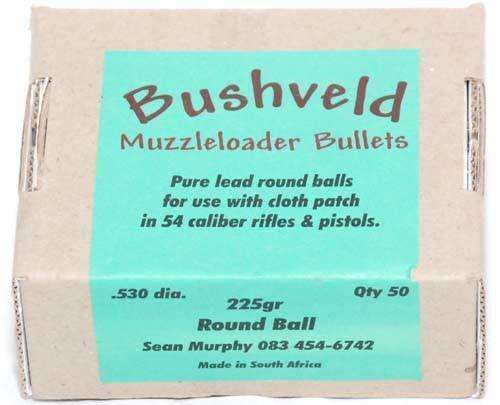 Bushveld
Muzzleloader Bullets
Pure lead round balls
for use with cloth patch
in 54 caliber rifles & pistols.
.530 dia.
225gr
Qty 50
Round Ball
Sean Murphy 083 454-6742
Made in South Africa